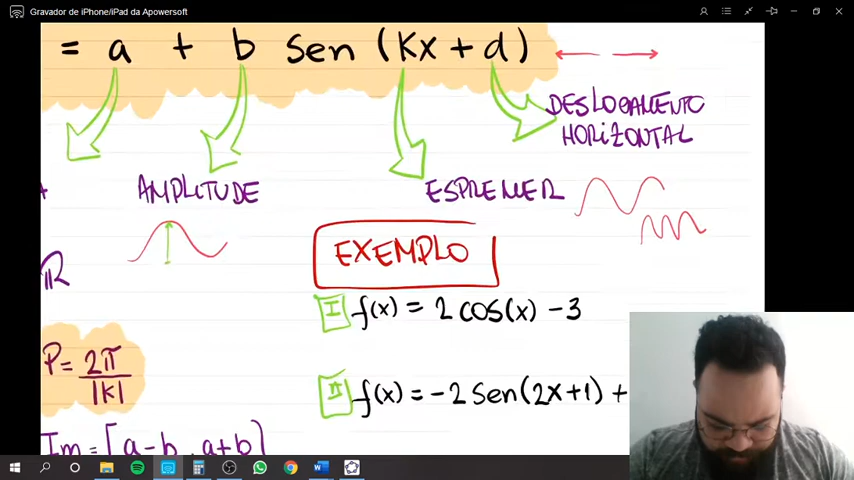 Gravador de iPhone/iPad da Apowersoft
= a + b sen (kx + d)
DESLOCAMENTO
HORIZONTAL
AMPLITUDE
ESPREMER
EXEMPLO
R
I f(x) = 2 cos(x) - 3
P = 2π
|K|
II f(x) = -2 sen(2x+1) +
Im = [a-b, a+b]